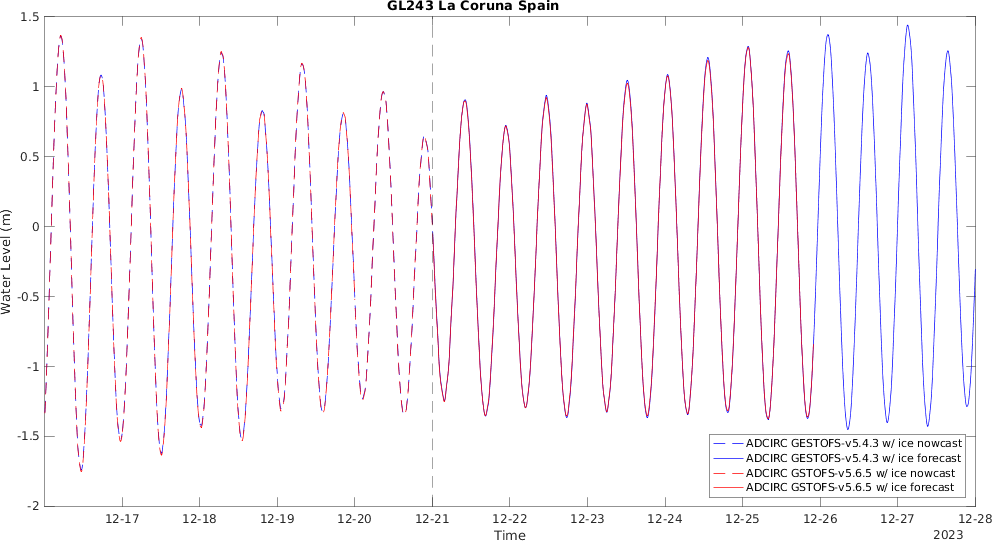 GL243 La Coruna Spain
1.5
1
0.5
0
-0.5
-1
-1.5
-2
Water Level (m)
ADCIRC GESTOFS-v5.4.3 w/ ice nowcast
ADCIRC GESTOFS-v5.4.3 w/ ice forecast
ADCIRC GSTOFS-v5.6.5 w/ ice nowcast
ADCIRC GSTOFS-v5.6.5 w/ ice forecast
12-17 12-18 12-19 12-20 12-21 12-22 12-23 12-24 12-25 12-26 12-27 12-28
Time
2023